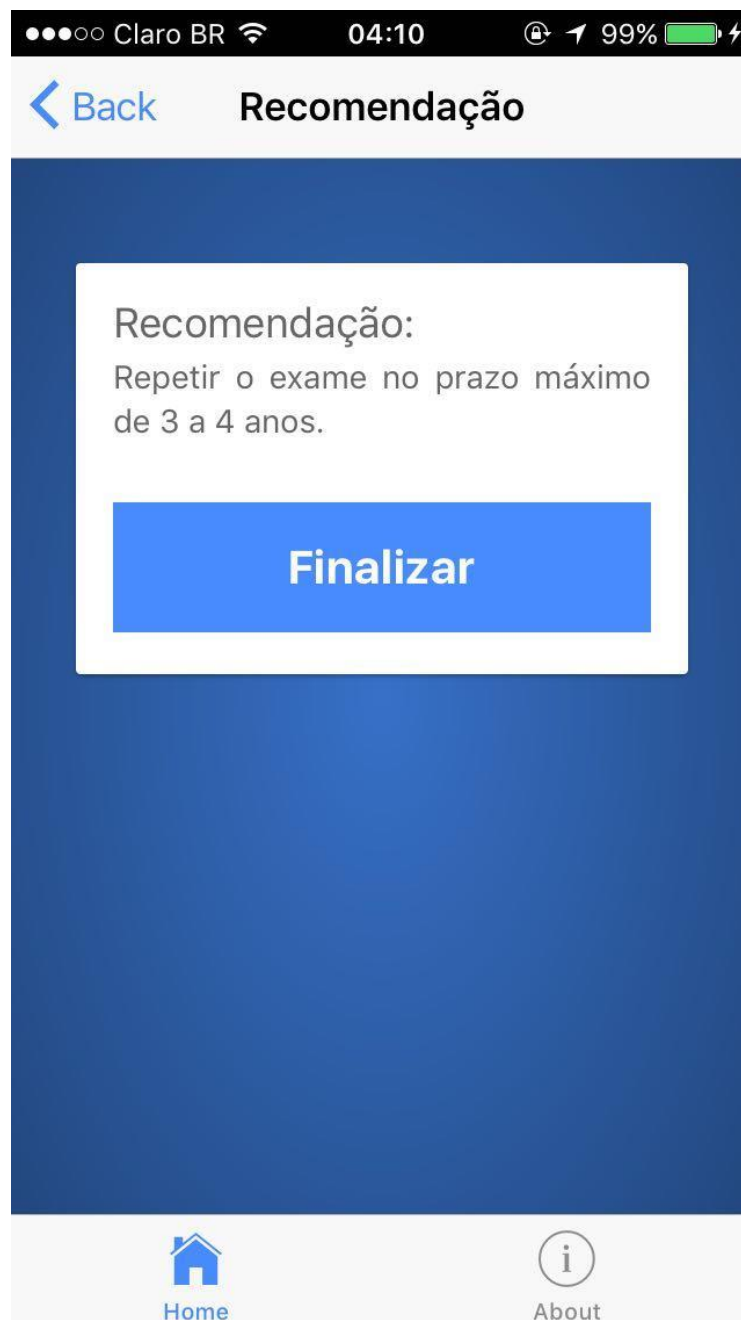 Claro BR 04:10 99%
Back Recomendação
Recomendação:
Repetir o exame no prazo máximo
de 3 a 4 anos.
Finalizar
Home About